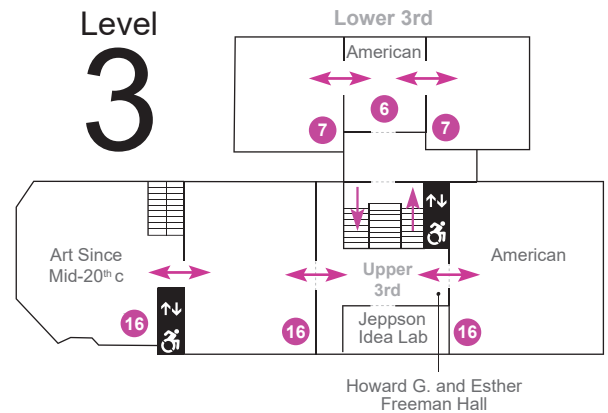 Level
3
Lower 3rd
American
6
7
7
Art Since
Mid-20th c
Upper
3rd
American
Jeppson
Idea Lab
16
16
16
Howard G. and Esther
Freeman Hall